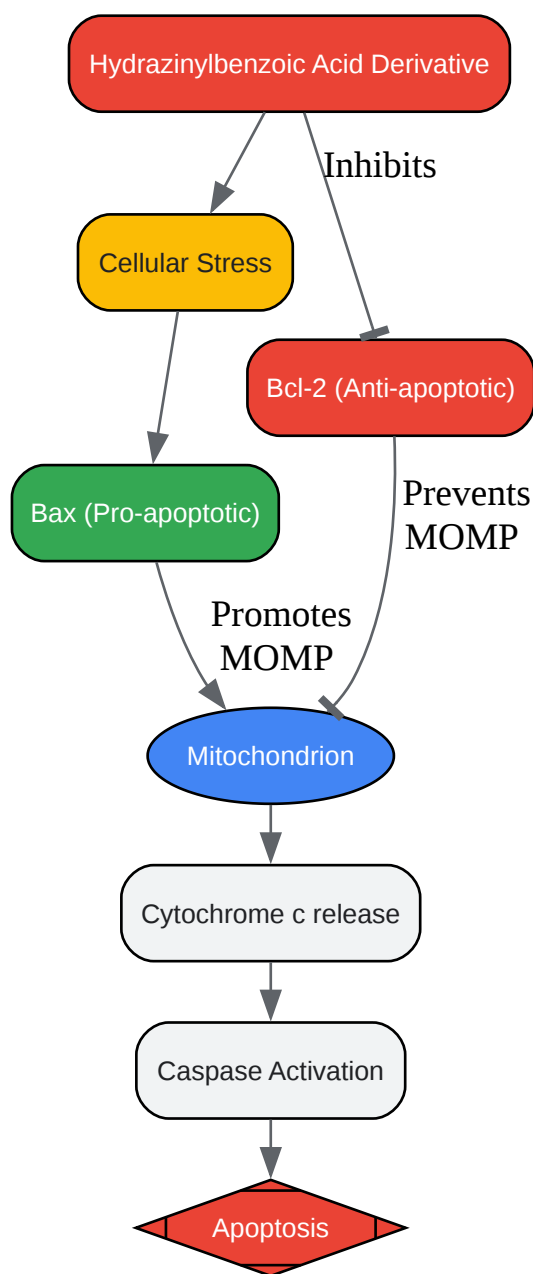 Hydrazinylbenzoic Acid Derivative
Inhibits
Cellular Stress
Bcl-2 (Anti-apoptotic)
Bax (Pro-apoptotic)
Prevents
MOMP
Promotes
MOMP
Mitochondrion
Cytochrome c release
Caspase Activation
Apoptosis